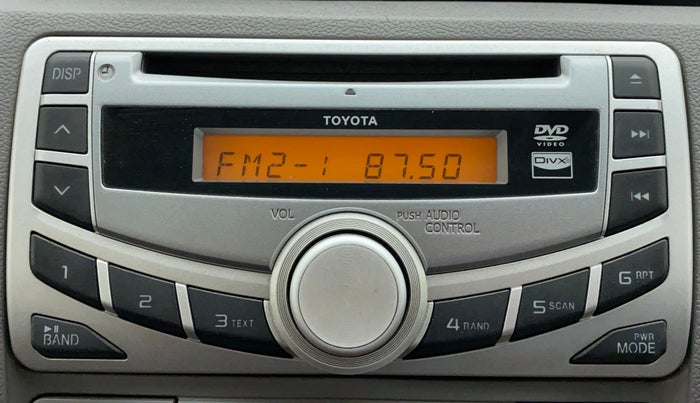 DISP
TOYOTA
DVD
VIDEO
DIVX
FM2-1 87.50
VOL
PUSH AUDIO
CONTROL
1
2
3 TEXT
4 RAND
5 SCAN
6 RPT
BAND
PWR
MODE